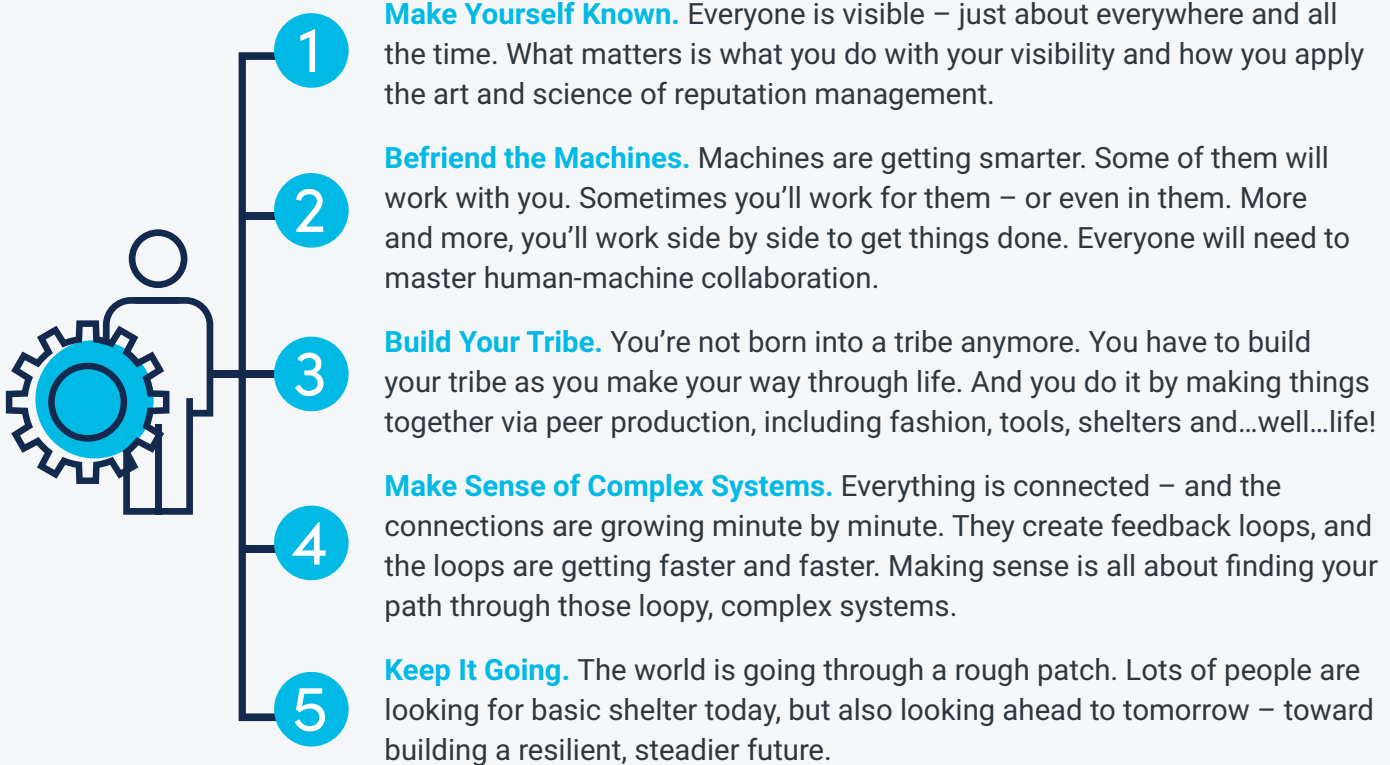 1
Make Yourself Known. Everyone is visible – just about everywhere and all
the time. What matters is what you do with your visibility and how you apply
the art and science of reputation management.
2
Befriend the Machines. Machines are getting smarter. Some of them will
work with you. Sometimes you’ll work for them – or even in them. More
and more, you’ll work side by side to get things done. Everyone will need to
master human-machine collaboration.
3
Build Your Tribe. You’re not born into a tribe anymore. You have to build
your tribe as you make your way through life. And you do it by making things
together via peer production, including fashion, tools, shelters and…well…life!
4
Make Sense of Complex Systems. Everything is connected – and the
connections are growing minute by minute. They create feedback loops, and
the loops are getting faster and faster. Making sense is all about finding your
path through those loopy, complex systems.
5
Keep It Going. The world is going through a rough patch. Lots of people are
looking for basic shelter today, but also looking ahead to tomorrow – toward
building a resilient, steadier future.